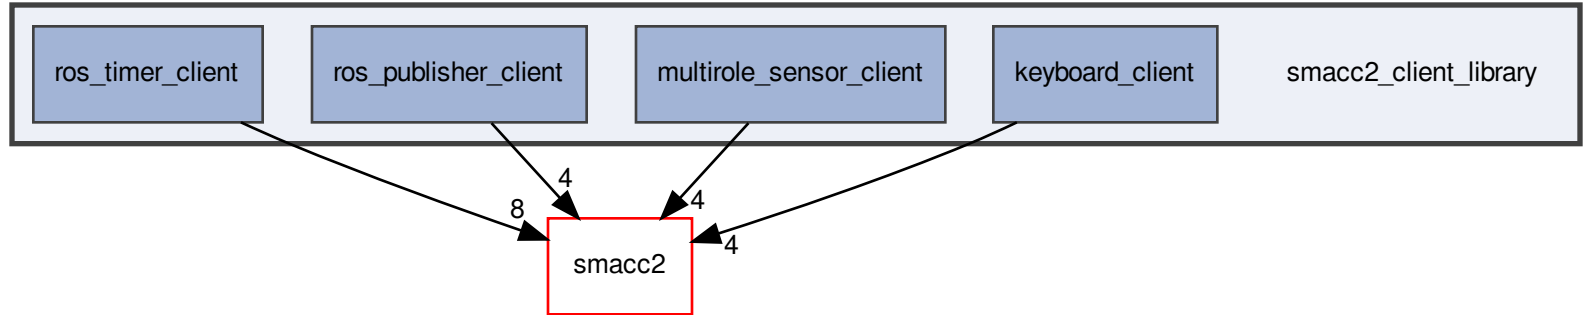 ros_timer_client
ros_publisher_client
multirole_sensor_client
keyboard_client
smacc2_client_library
4
4
8
4
smacc2